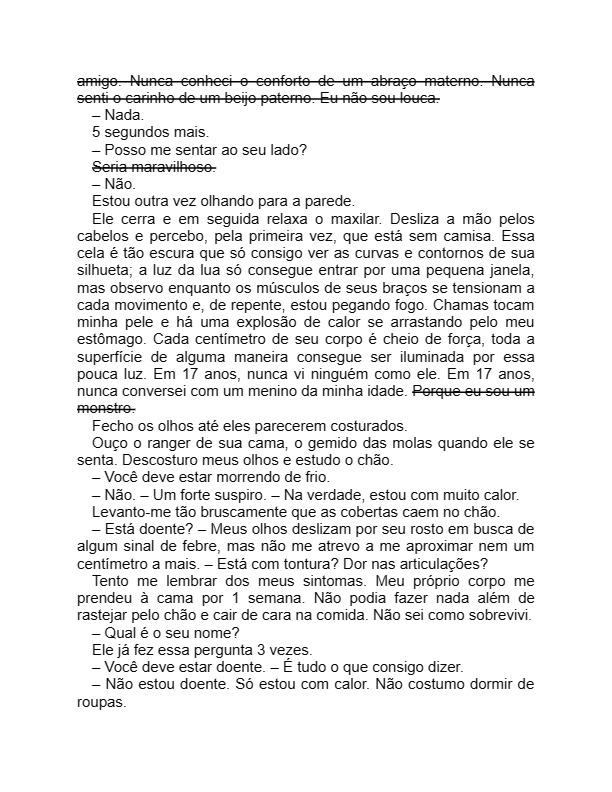 amigo. Nunca conheci o conforto de um abraço materno. Nunca
senti o carinho de um beijo paterno. Eu não sou louca.
– Nada.
5 segundos mais.
– Posso me sentar ao seu lado?
Seria maravilhoso.
– Não.
Estou outra vez olhando para a parede.
Ele cerra e em seguida relaxa o maxilar. Desliza a mão pelos
cabelos e percebo, pela primeira vez, que está sem camisa. Essa
cela é tão escura que só consigo ver as curvas e contornos de sua
silhueta; a luz da lua só consegue entrar por uma pequena janela,
mas observo enquanto os músculos de seus braços se tensionam a
cada movimento e, de repente, estou pegando fogo. Chamas tocam
minha pele e há uma explosão de calor se arrastando pelo meu
estômago. Cada centímetro de seu corpo é cheio de força, toda a
superfície de alguma maneira consegue ser iluminada por essa
pouca luz. Em 17 anos, nunca vi ninguém como ele. Em 17 anos,
nunca conversei com um menino da minha idade. Porque eu sou um
monstro.
Fecho os olhos até eles parecerem costurados.
Ouço o ranger de sua cama, o gemido das molas quando ele se
senta. Descosturo meus olhos e estudo o chão.
– Você deve estar morrendo de frio.
– Não. – Um forte suspiro. – Na verdade, estou com muito calor.
Levanto-me tão bruscamente que as cobertas caem no chão.
– Está doente? – Meus olhos deslizam por seu rosto em busca de
algum sinal de febre, mas não me atrevo a me aproximar nem um
centímetro a mais. – Está com tontura? Dor nas articulações?
Tento me lembrar dos meus sintomas. Meu próprio corpo me
prendeu à cama por 1 semana. Não podia fazer nada além de
rastejar pelo chão e cair de cara na comida. Não sei como sobrevivi.
– Qual é o seu nome?
Ele já fez essa pergunta 3 vezes.
– Você deve estar doente. – É tudo o que consigo dizer.
– Não estou doente. Só estou com calor. Não costumo dormir de
roupas.